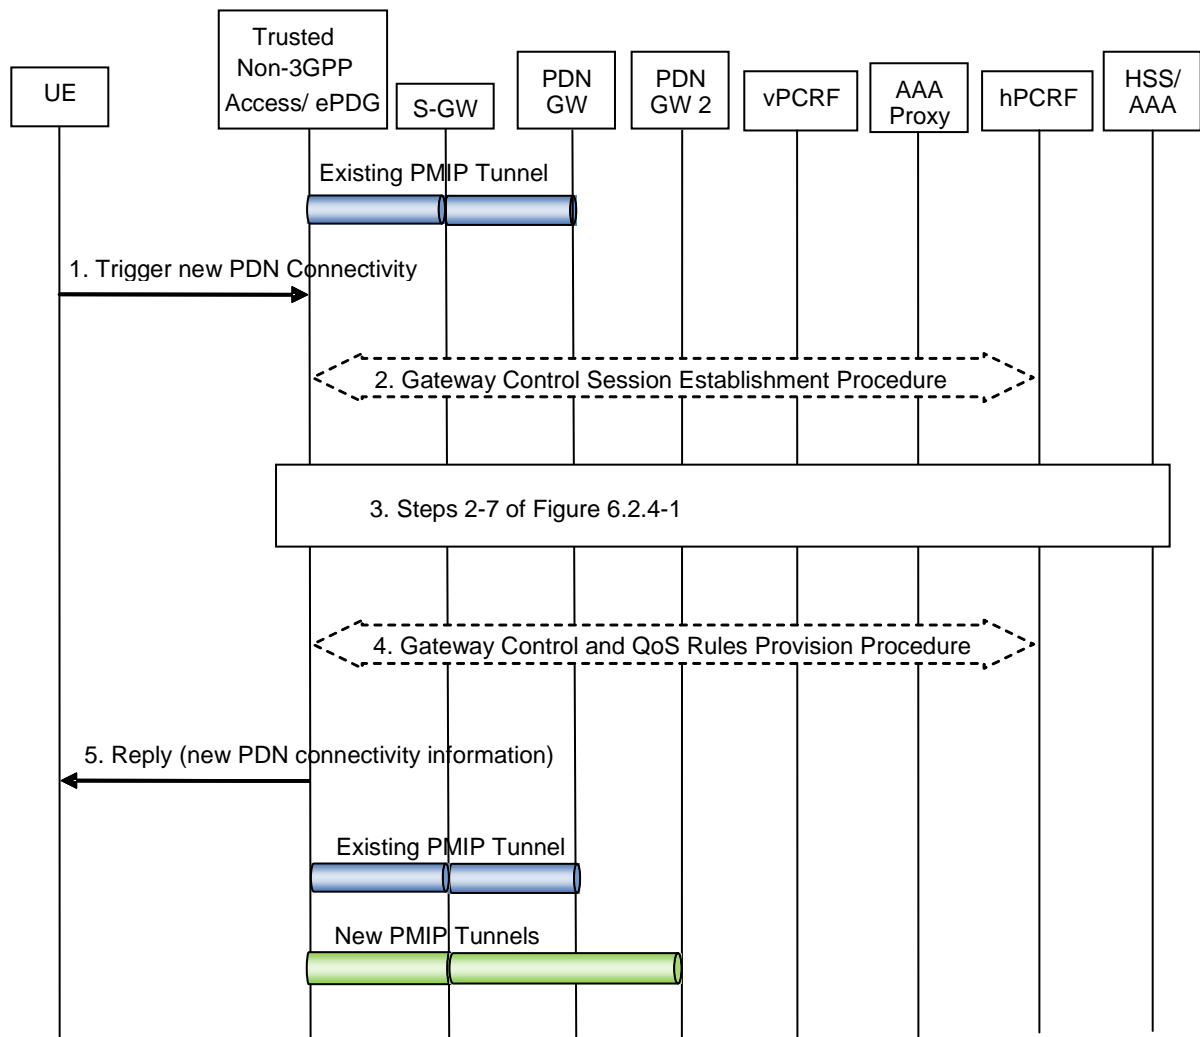 UE
Trusted
Non-3GPP
Access/ ePDG
S-GW
PDN
GW
PDN
GW 2
vPCRF
AAA
Proxy
hPCRF
HSS/
AAA
Existing PMIP Tunnel
1. Trigger new PDN Connectivity
2. Gateway Control Session Establishment Procedure
3. Steps 2-7 of Figure 6.2.4-1
4. Gateway Control and QoS Rules Provision Procedure
5. Reply (new PDN connectivity information)
Existing PMIP Tunnel
New PMIP Tunnels